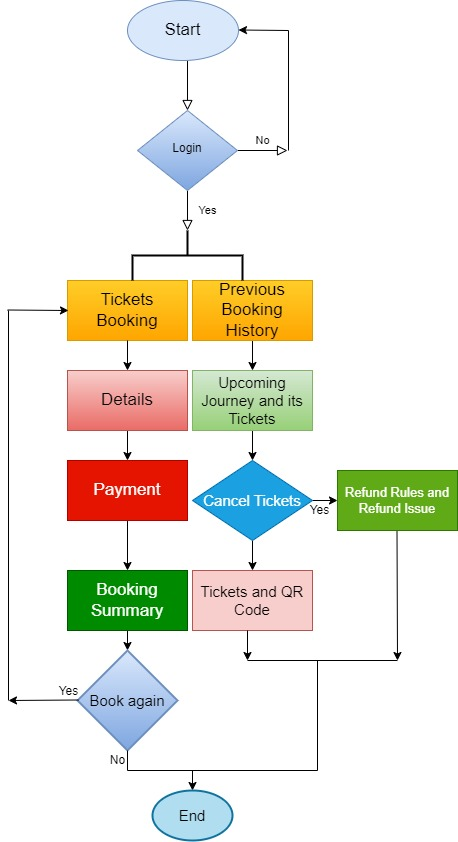 Start
Login
No
Yes
Tickets
Booking
Previous
Booking
History
Details
Upcoming
Journey and its
Tickets
Payment
Cancel Tickets
Yes
Refund Rules and
Refund Issue
Booking
Summary
Tickets and QR
Code
Yes
Book again
No
End